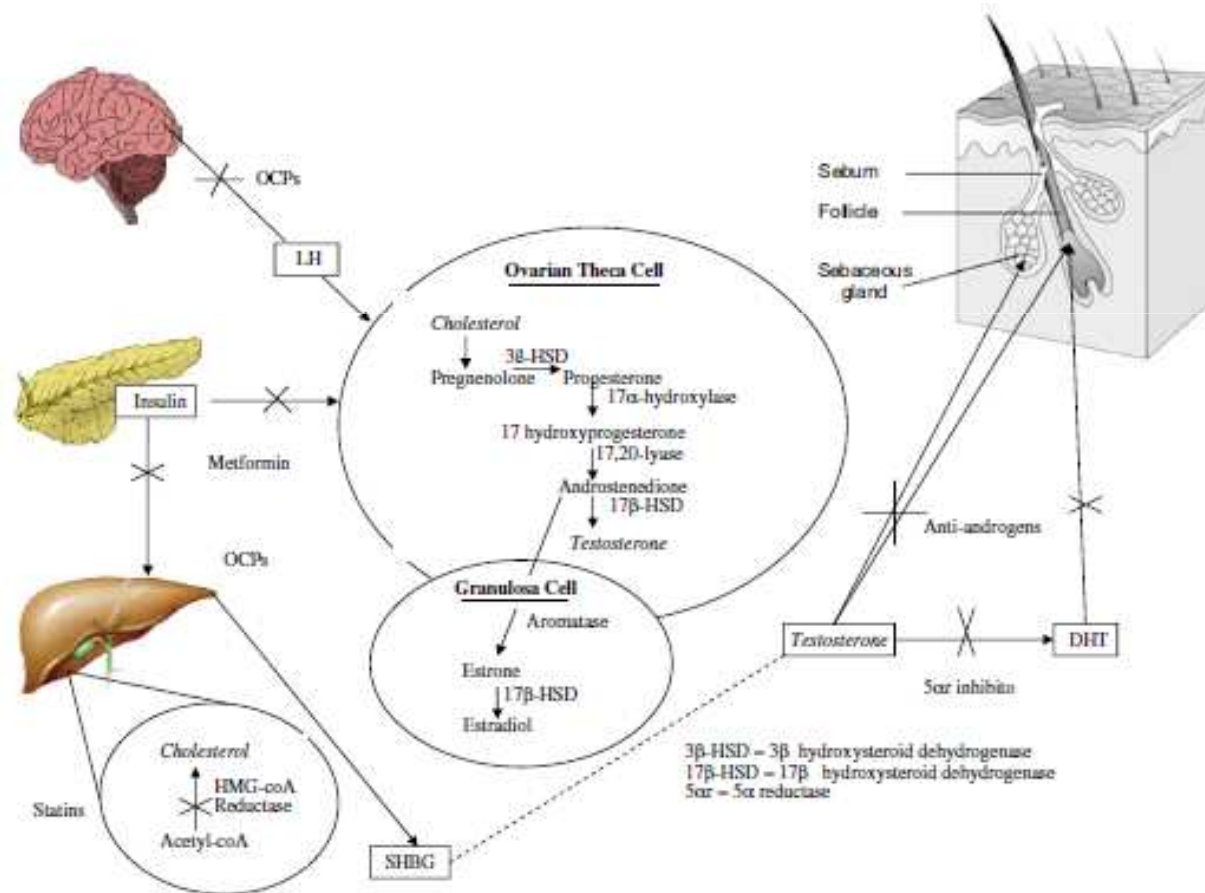 OCPs
LH
Ovarian Theca Cell
Cholesterol
3β-HSD
Pregnenolone
Progesterone
17α-hydroxylase
17 hydroxyprogesterone
17,20-lyase
Androstenedione
17β-HSD
Testosterone
Insulin
Metformin
OCPs
Granulosa Cell
Aromatase
Estrone
17β-HSD
Estradiol
Cholesterol
HMG-coA
Reductase
Acetyl-coA
Statins
SHBG
Sebum
Follicle
Sebaceous
gland
Anti-androgens
Testosterone
DHT
5αr inhibito
3β-HSD – 3β hydroxysteroid dehydrogenase
17β-HSD – 17β hydroxysteroid dehydrogenase
5αr – 5α reductase